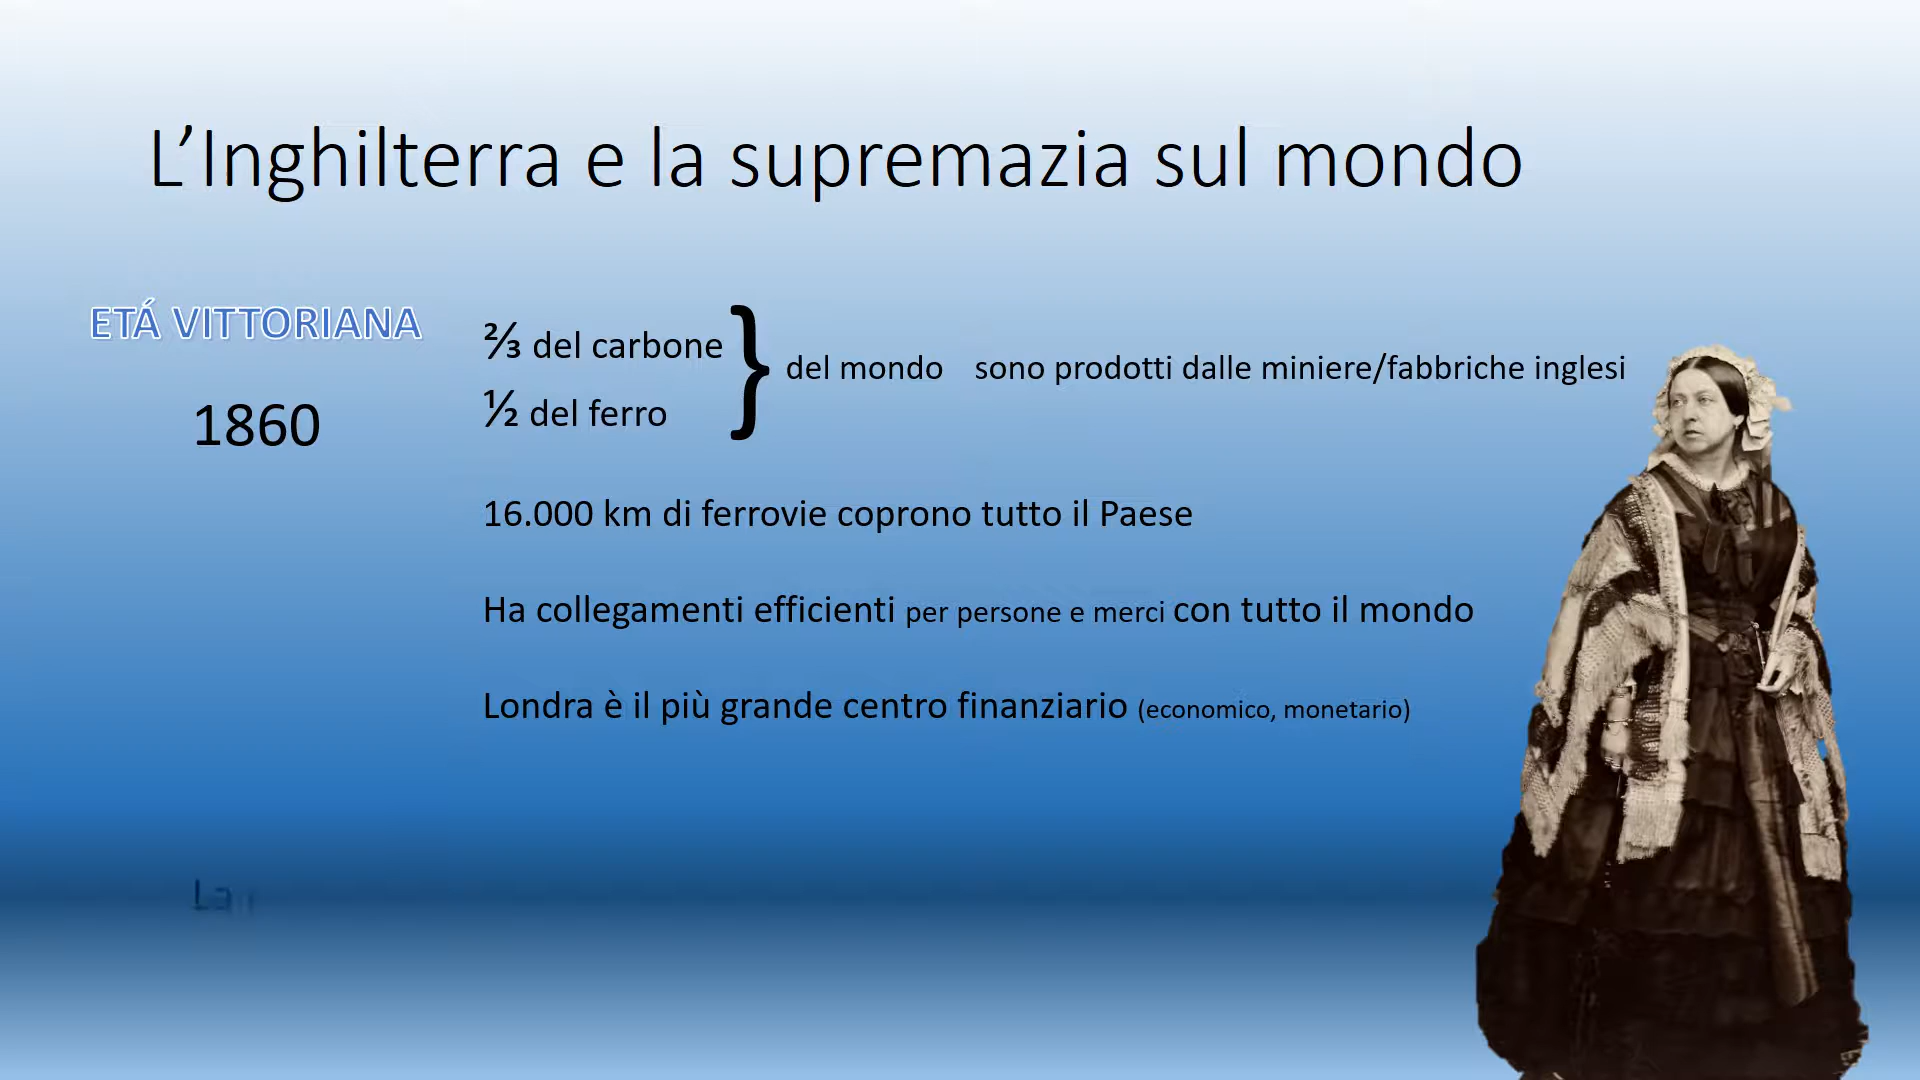 L’Inghilterra e la supremazia sul mondo
ETÁ VITTORIANA
1860
⅔ del carbone
½ del ferro
} del mondo sono prodotti dalle miniere/fabbriche inglesi
16.000 km di ferrovie coprono tutto il Paese
Ha collegamenti efficienti per persone e merci con tutto il mondo
Londra è il più grande centro finanziario (economico, monetario)
La